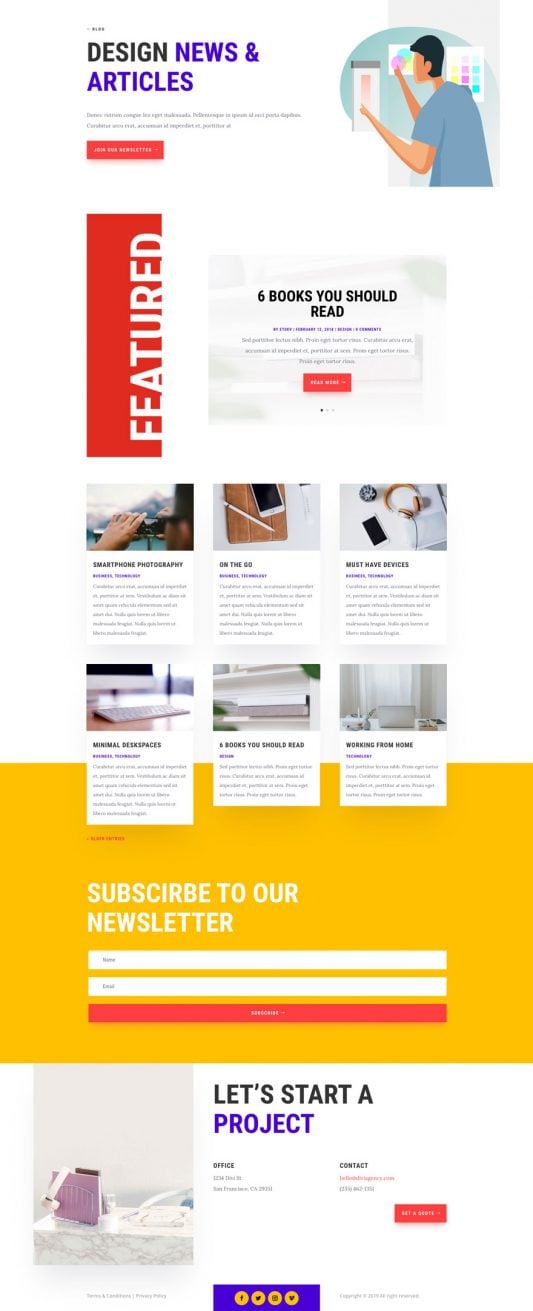 — BLOG
DESIGN NEWS &
ARTICLES
Donec rutrum congue leo eget malesuada. Pellentesque in ipsum id orci porta dapibus.
Curabitur arcu erat, accumsan id imperdiet et, porttitor at
JOIN OUR NEWSLETTER →
FEATURED
6 BOOKS YOU SHOULD
READ
BY ETDEV | FEBRUARY 12, 2018 | DESIGN | 0 COMMENTS
Sed porttitor lectus nibh. Proin eget tortor risus. Curabitur arcu erat,
accumsan id imperdiet et, porttitor at sem. Proin eget tortor risus.
Proin eget tortor risus.
READ MORE →
SMARTPHONE PHOTOGRAPHY
BUSINESS, TECHNOLOGY
Curabitur arcu erat, accumsan id imperdiet
et, porttitor at sem. Vestibulum ac diam sit
amet quam vehicula elementum sed sit
amet dui. Nulla quis lorem ut libero
malesuada feugiat.
ON THE GO
BUSINESS, TECHNOLOGY
Curabitur arcu erat, accumsan id imperdiet
et, porttitor at sem. Vestibulum ac diam sit
amet quam vehicula elementum sed sit
amet dui. Nulla quis lorem ut libero
malesuada feugiat. Nulla quis lorem ut libero
malesuada feugiat.
MUST HAVE DEVICES
BUSINESS, TECHNOLOGY
Curabitur arcu erat, accumsan id imperdiet
et, porttitor at sem. Vestibulum ac diam sit
amet quam vehicula elementum sed sit
amet dui. Nulla quis lorem ut libero
malesuada feugiat. Nulla quis lorem ut libero
malesuada feugiat.
MINIMAL DESKSPACES
BUSINESS, TECHNOLOGY
Curabitur arcu erat, accumsan id imperdiet
et, porttitor at sem. Vestibulum ac diam sit
amet quam vehicula elementum sed sit
amet dui. Nulla quis lorem ut libero
malesuada feugiat. Nulla quis lorem ut libero
malesuada feugiat.
6 BOOKS YOU SHOULD READ
DESIGN
Sed porttitor lectus nibh. Proin eget tortor
risus. Curabitur arcu erat, accumsan id
imperdiet et, porttitor at sem. Proin eget
tortor risus. Proin eget tortor risus.
WORKING FROM HOME
TECHNOLOGY
Sed porttitor lectus nibh. Proin eget tortor
risus. Curabitur arcu erat, accumsan id
imperdiet et, porttitor at sem. Proin eget
tortor risus. Proin eget tortor risus.
« OLDER ENTRIES
SUBSCIRBE TO OUR
NEWSLETTER
Name
Email
SUBSCRIBE →
LET'S START A
PROJECT
OFFICE
1234 Divi St.
San Francisco, CA 29351
CONTACT
hello@diviagency.com
(235) 462-1351
GET A QUOTE →
Terms & Conditions | Privacy Policy
Copyright © 2019 All right reserved.